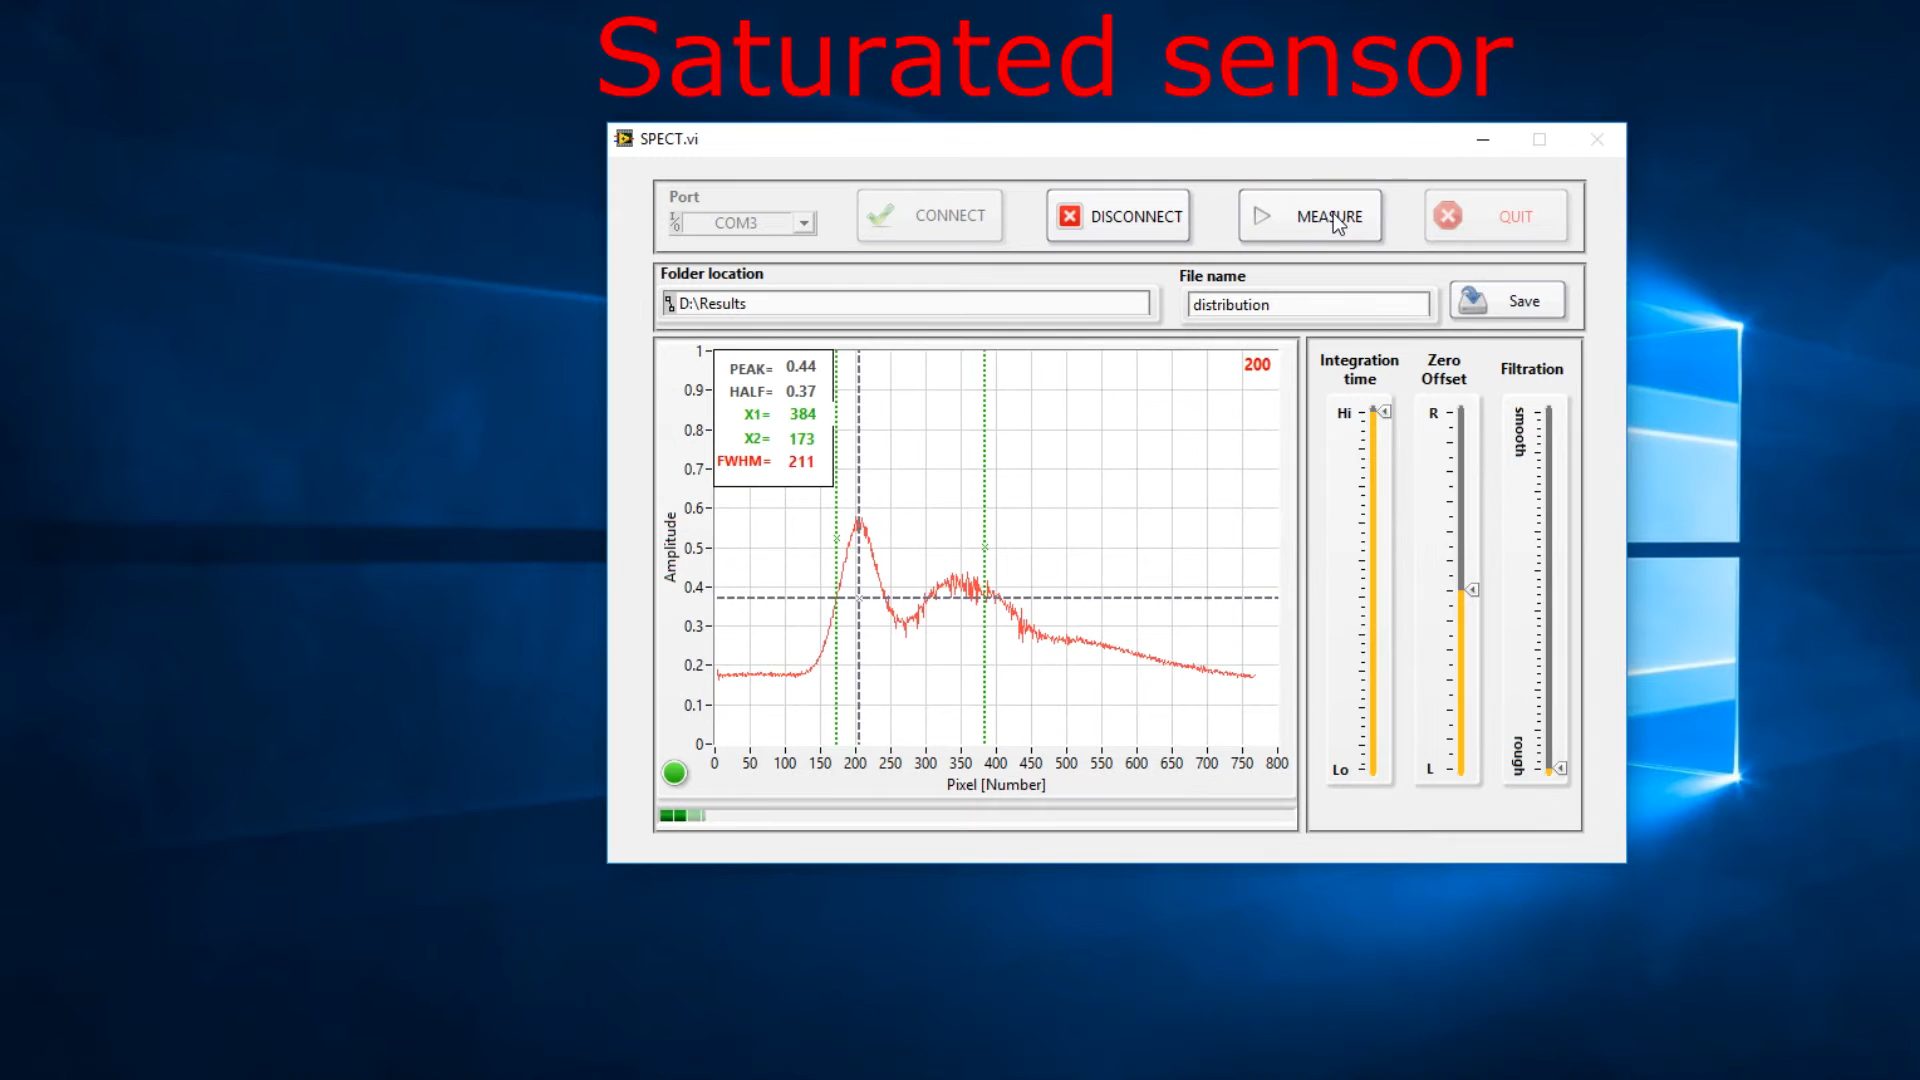 Saturated sensor
SPECT.vi
Port
COM3
CONNECT
DISCONNECT
MEASURE
QUIT
Folder location
D:\Results
File name
distribution
Save
PEAK= 0.44
HALF= 0.37
X1= 384
X2= 173
FWHM= 211
200
1
0.9
0.8
0.7
0.6
0.5
0.4
0.3
0.2
0.1
0
Amplitude
0 50 100 150 200 250 300 350 400 450 500 550 600 650 700 750 800
Pixel [Number]
Integration
time
Hi
Lo
Zero
Offset
R
L
Filtration
smooth
rough